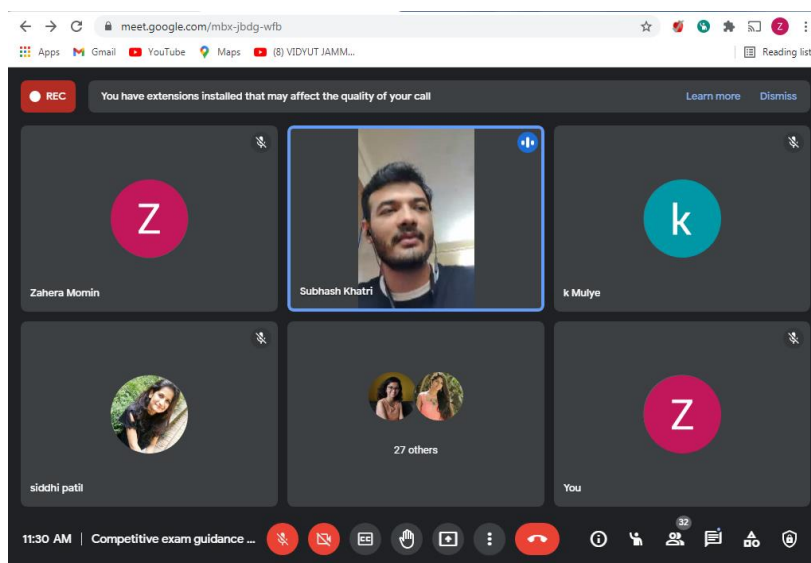 meet.google.com/mbx-jbdg-wfb
Z
Apps Gmail YouTube Maps (8) VIDYUT JAMM... Reading list
REC You have extensions installed that may affect the quality of your call Learn more Dismiss
Z
k
Zahera Momin
Subhash Khatri
k Mulye
Z
27 others
siddhi patil
You
32
11:30 AM | Competitive exam guidance ...
CC